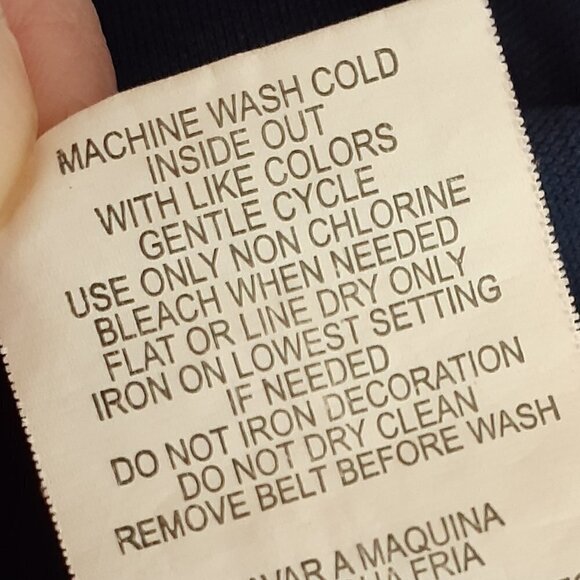 MACHINE WASH COLD
INSIDE OUT
WITH LIKE COLORS
GENTLE CYCLE
USE ONLY NON CHLORINE
BLEACH WHEN NEEDED
FLAT OR LINE DRY ONLY
IRON ON LOWEST SETTING
IF NEEDED
DO NOT IRON DECORATION
DO NOT DRY CLEAN
REMOVE BELT BEFORE WASH
A MAQUINA
FRIA